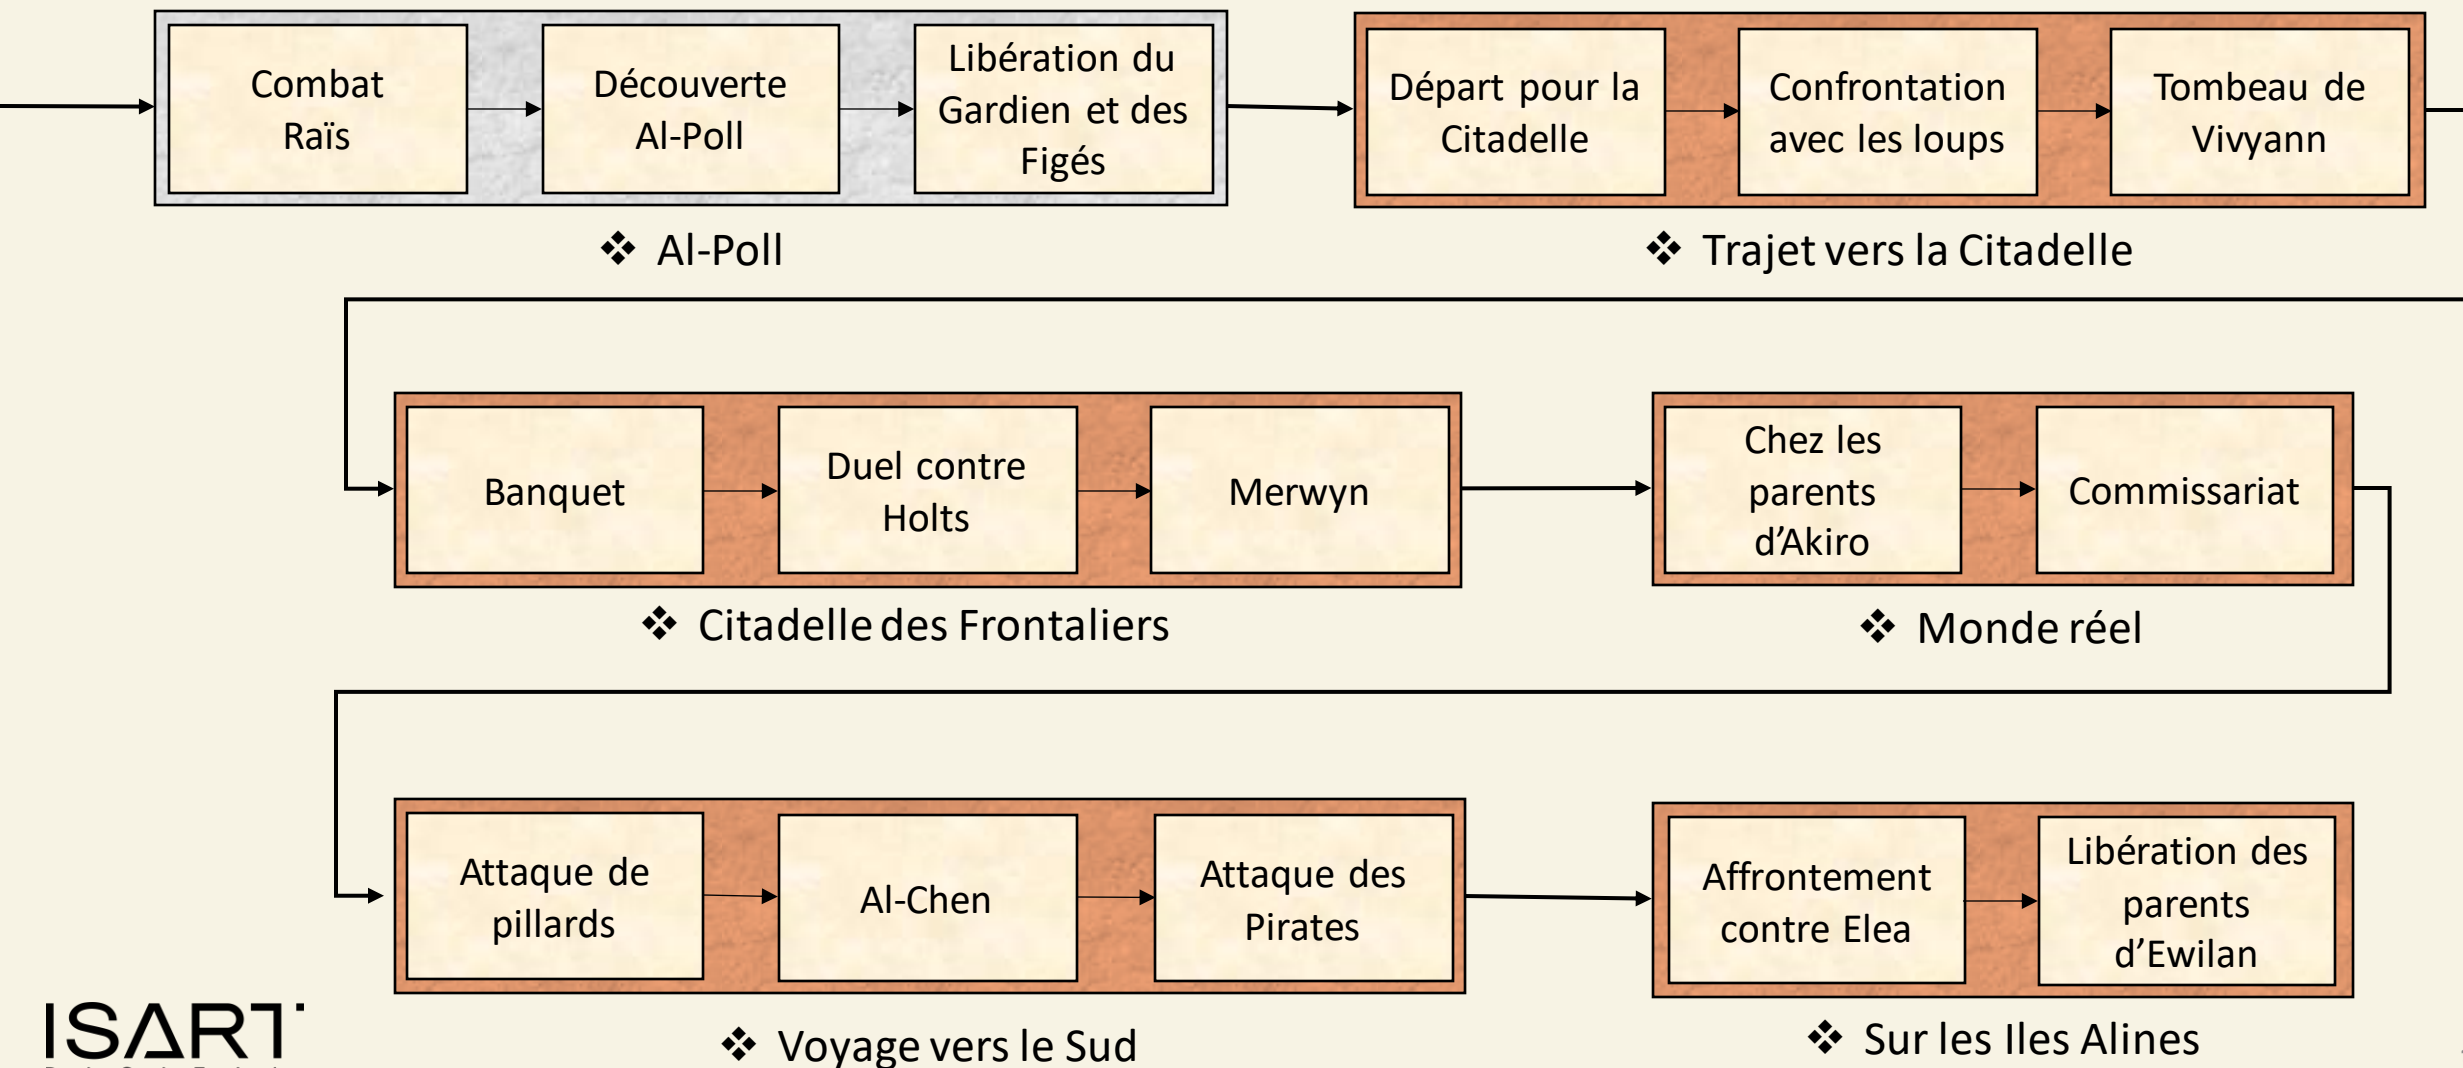 Combat
Raïs
Découverte
Al-Poll
Libération du
Gardien et des
Figés
Départ pour la
Citadelle
Confrontation
avec les loups
Tombeau de
Vivyann
❖ Al-Poll
❖ Trajet vers la Citadelle
Banquet
Duel contre
Holts
Merwyn
Chez les
parents
d’Akiro
Commissariat
❖ Citadelle des Frontaliers
❖ Monde réel
Attaque de
pillards
Al-Chen
Attaque des
Pirates
Affrontement
contre Elea
Libération des
parents
d’Ewilan
❖ Voyage vers le Sud
❖ Sur les Iles Alines
ISART